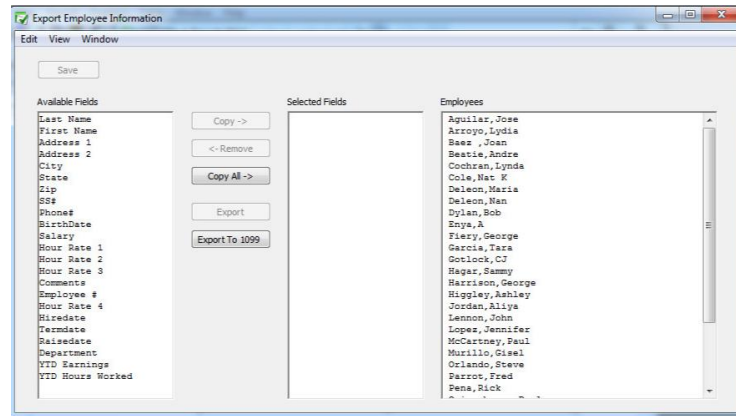 Export Employee Information
Edit View Window
Save
Available Fields
Last Name
First Name
Address 1
Address 2
City
State
Zip
SS#
Phone#
BirthDate
Salary
Hour Rate 1
Hour Rate 2
Hour Rate 3
Comments
Employee #
Hour Rate 4
Hiredate
Termdate
Raisedate
Department
YTD Earnings
YTD Hours Worked
Copy ->
<- Remove
Copy All ->
Export
Export To 1099
Selected Fields
Employees
Aguilar,Jose
Arroyo,Lydia
Baez ,Joan
Beatie,Andre
Cochran,Lynda
Cole,Nat K
Deleon,Maria
Deleon,Nan
Dylan,Bob
Enya,A
Fiery,George
Garcia,Tara
Gotlock,CJ
Hagar,Sammy
Harrison,George
Higgley,Ashley
Jordan,Aliya
Lennon,John
Lopez,Jennifer
McCartney,Paul
Murillo,Gisel
Orlando,Steve
Parrot,Fred
Pena,Rick